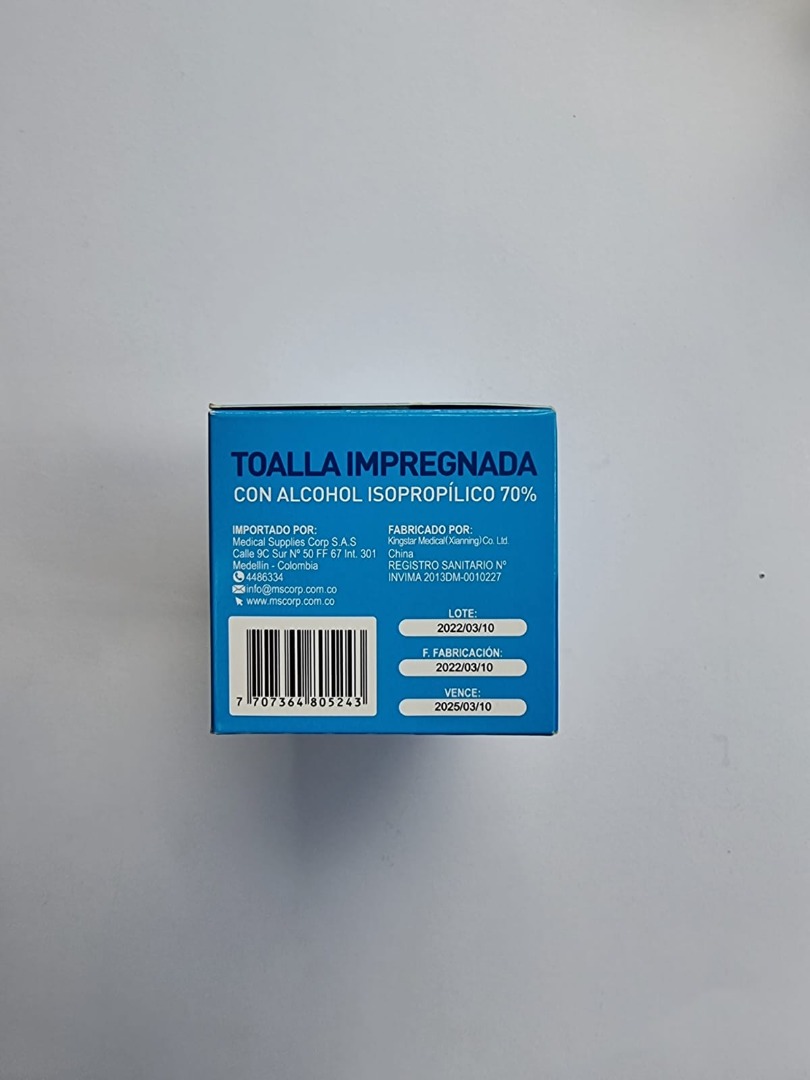 TOALLA IMPREGNADA
CON ALCOHOL ISOPROPÍLICO 70%
IMPORTADO POR:
Medical Supplies Corp S.A.S
Calle 9C Sur Nº 50 FF 67 Int. 301
Medellin - Colombia
4486334
info@mscorp.com.co
www.mscorp.com.co
FABRICADO POR:
Kingstar Medical(Xianning)Co. Ltd.
China
REGISTRO SANITARIO Nº
INVIMA 2013DM-0010227
LOTE:
2022/03/10
F. FABRICACIÓN:
2022/03/10
VENCE:
2025/03/10
7 707364 805243